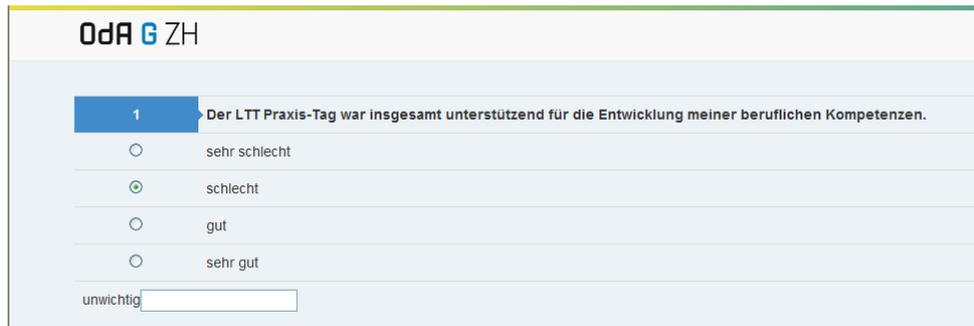 OdA G ZH
1 Der LTT Praxis-Tag war insgesamt unterstützend für die Entwicklung meiner beruflichen Kompetenzen.
sehr schlecht
schlecht
gut
sehr gut
unwichtig